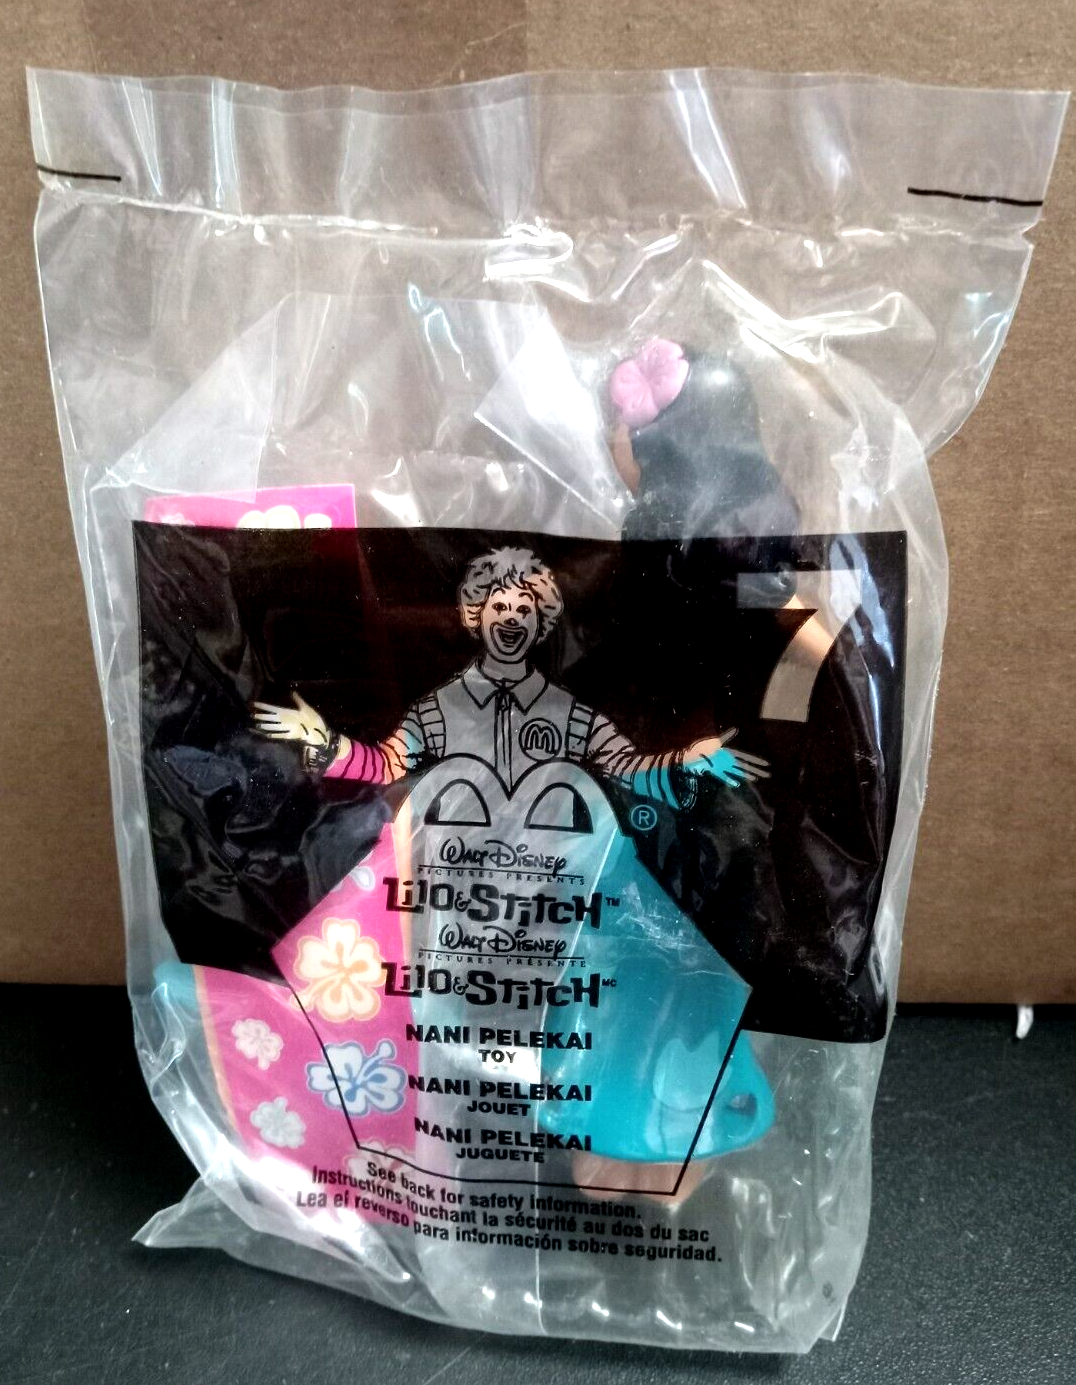 7
M
®
WALT DISNEY
PICTURES PRESENTS
LILO & STITCH™
WALT DISNEY
PICTURES PRÉSENTE
LILO & STITCH MC
NANI PELEKAI
TOY
NANI PELEKAI
JOUET
NANI PELEKAI
JUGUETE
See back for safety information.
Instructions touchant la sécurité au dos du sac
Lea el reverso para información sobre seguridad.